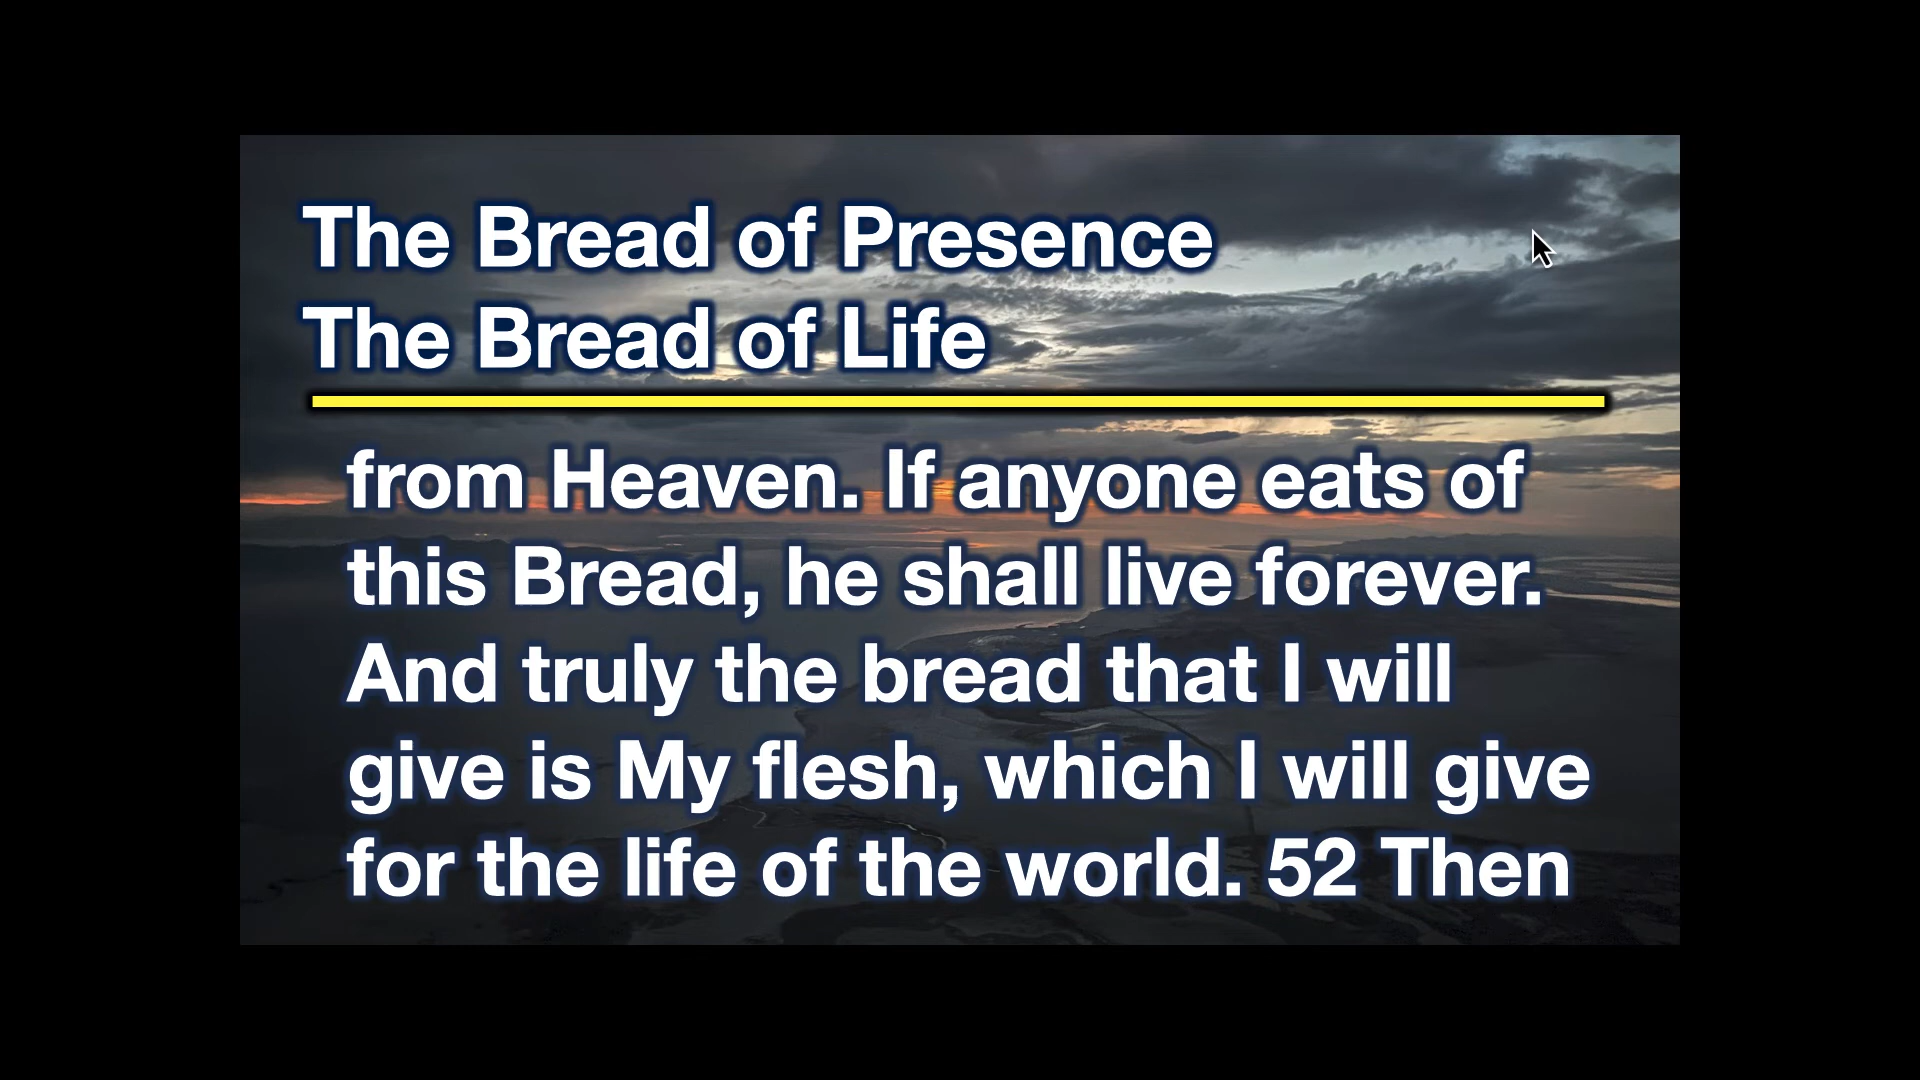 The Bread of Presence
The Bread of Life
from Heaven. If anyone eats of
this Bread, he shall live forever.
And truly the bread that I will
give is My flesh, which I will give
for the life of the world. 52 Then